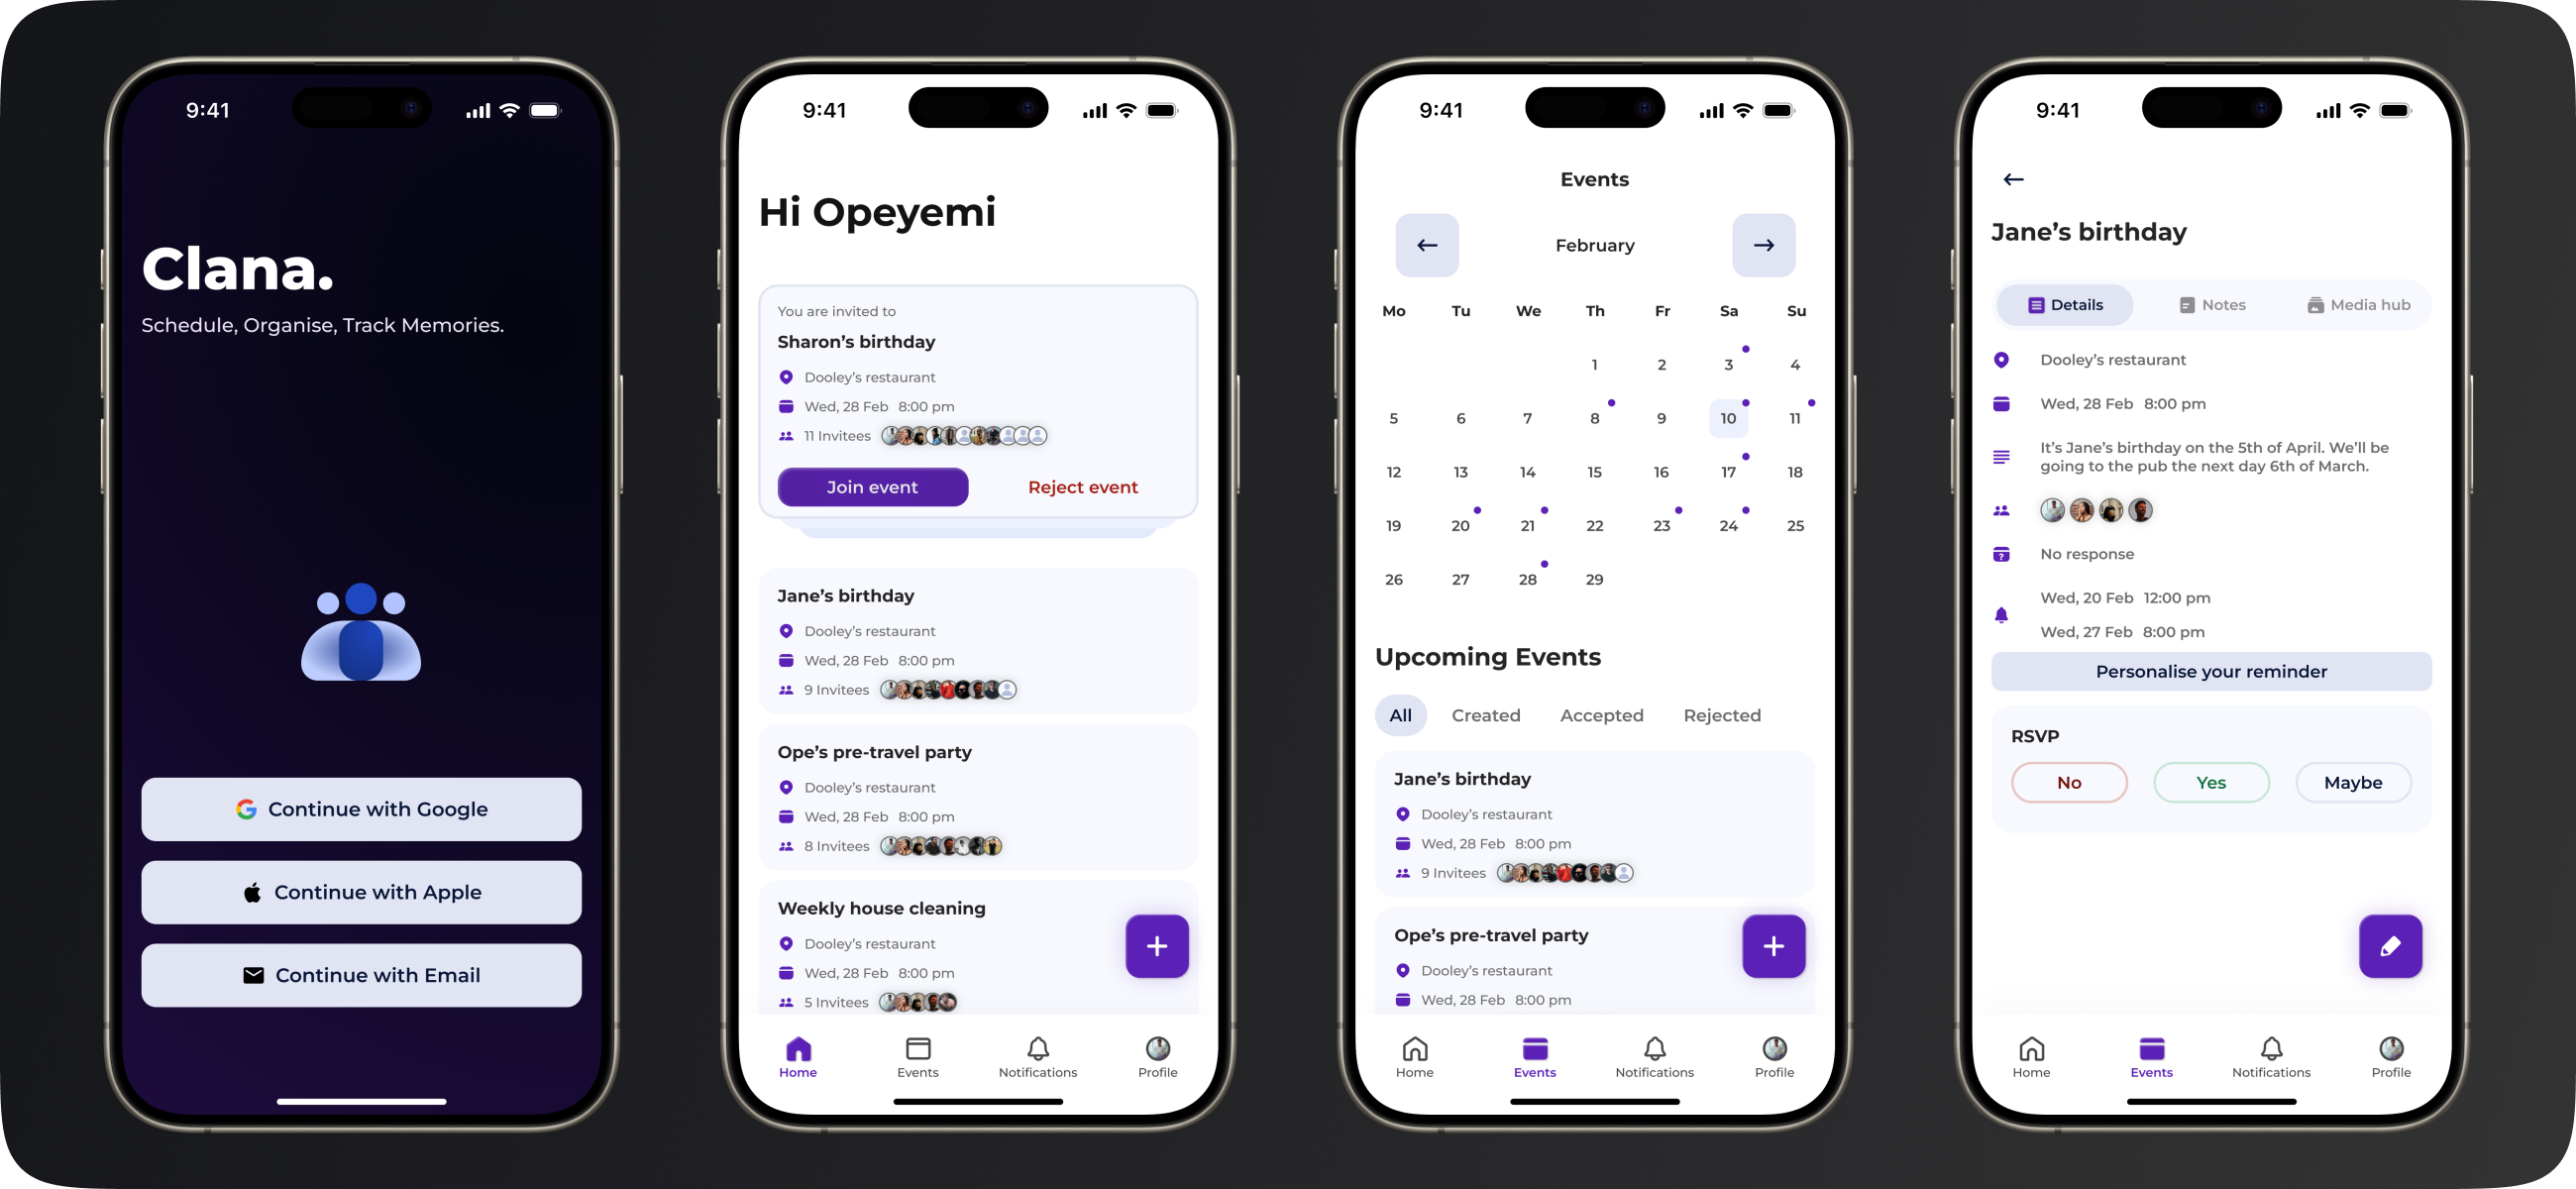 9:41
Clana.
Schedule, Organise, Track Memories.
Continue with Google
Continue with Apple
Continue with Email
9:41
Hi Opeyemi
You are invited to
Sharon’s birthday
Dooley’s restaurant
Wed, 28 Feb 8:00 pm
11 Invitees
Join event Reject event
Jane’s birthday
Dooley’s restaurant
Wed, 28 Feb 8:00 pm
9 Invitees
Ope’s pre-travel party
Dooley’s restaurant
Wed, 28 Feb 8:00 pm
8 Invitees
Weekly house cleaning
Dooley’s restaurant
Wed, 28 Feb 8:00 pm
5 Invitees
Home Events Notifications Profile
9:41
Events
February
Mo Tu We Th Fr Sa Su
1 2 3 4
5 6 7 8 9 10 11
12 13 14 15 16 17 18
19 20 21 22 23 24 25
26 27 28 29
Upcoming Events
All Created Accepted Rejected
Jane’s birthday
Dooley’s restaurant
Wed, 28 Feb 8:00 pm
9 Invitees
Ope’s pre-travel party
Dooley’s restaurant
Wed, 28 Feb 8:00 pm
Home Events Notifications Profile
9:41
Jane’s birthday
Details Notes Media hub
Dooley’s restaurant
Wed, 28 Feb 8:00 pm
It’s Jane’s birthday on the 5th of April. We’ll be
going to the pub the next day 6th of March.
No response
Wed, 20 Feb 12:00 pm
Wed, 27 Feb 8:00 pm
Personalise your reminder
RSVP
No Yes Maybe
Home Events Notifications Profile